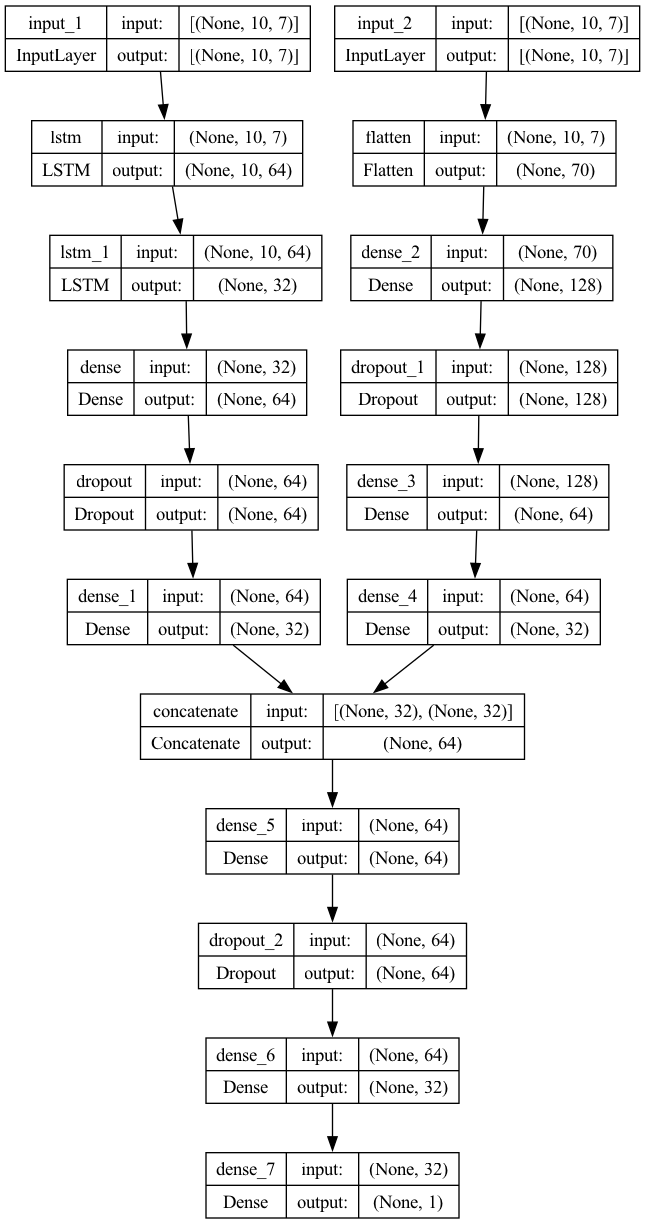 input_1 input: [(None, 10, 7)]
InputLayer output: [(None, 10, 7)]
input_2 input: [(None, 10, 7)]
InputLayer output: [(None, 10, 7)]
lstm input: (None, 10, 7)
LSTM output: (None, 10, 64)
flatten input: (None, 10, 7)
Flatten output: (None, 70)
lstm_1 input: (None, 10, 64)
LSTM output: (None, 32)
dense_2 input: (None, 70)
Dense output: (None, 128)
dense input: (None, 32)
Dense output: (None, 64)
dropout_1 input: (None, 128)
Dropout output: (None, 128)
dropout input: (None, 64)
Dropout output: (None, 64)
dense_3 input: (None, 128)
Dense output: (None, 64)
dense_1 input: (None, 64)
Dense output: (None, 32)
dense_4 input: (None, 64)
Dense output: (None, 32)
concatenate input: [(None, 32), (None, 32)]
Concatenate output: (None, 64)
dense_5 input: (None, 64)
Dense output: (None, 64)
dropout_2 input: (None, 64)
Dropout output: (None, 64)
dense_6 input: (None, 64)
Dense output: (None, 32)
dense_7 input: (None, 32)
Dense output: (None, 1)